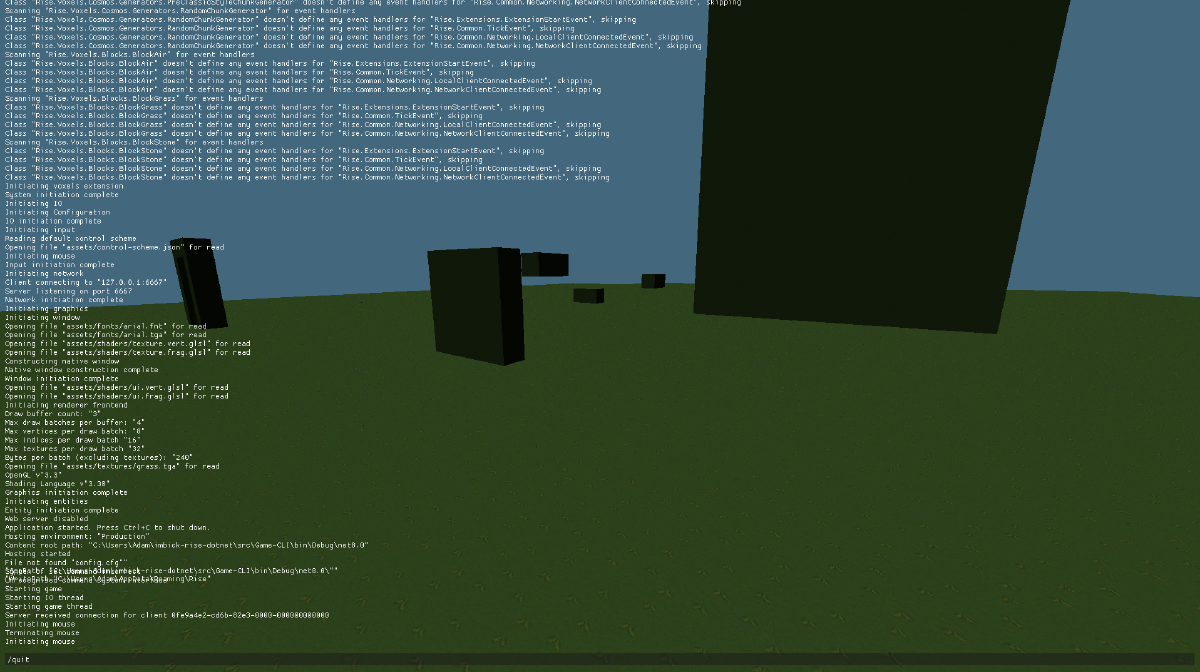 Class "Rise.Voxels.Cosmos.Generators.PreClassicStyleChunkGenerator" doesn't define any event handlers for "Rise.Common.Networking.NetworkClientConnectedEvent", skipping
Scanning "Rise.Voxels.Cosmos.Generators.RandomChunkGenerator" for event handlers
Class "Rise.Voxels.Cosmos.Generators.RandomChunkGenerator" doesn't define any event handlers for "Rise.Extensions.ExtensionStartEvent", skipping
Class "Rise.Voxels.Cosmos.Generators.RandomChunkGenerator" doesn't define any event handlers for "Rise.Common.TickEvent", skipping
Class "Rise.Voxels.Cosmos.Generators.RandomChunkGenerator" doesn't define any event handlers for "Rise.Common.Networking.LocalClientConnectedEvent", skipping
Class "Rise.Voxels.Cosmos.Generators.RandomChunkGenerator" doesn't define any event handlers for "Rise.Common.Networking.NetworkClientConnectedEvent", skipping
Scanning "Rise.Voxels.Blocks.BlockAir" for event handlers
Class "Rise.Voxels.Blocks.BlockAir" doesn't define any event handlers for "Rise.Extensions.ExtensionStartEvent", skipping
Class "Rise.Voxels.Blocks.BlockAir" doesn't define any event handlers for "Rise.Common.TickEvent", skipping
Class "Rise.Voxels.Blocks.BlockAir" doesn't define any event handlers for "Rise.Common.Networking.LocalClientConnectedEvent", skipping
Class "Rise.Voxels.Blocks.BlockAir" doesn't define any event handlers for "Rise.Common.Networking.NetworkClientConnectedEvent", skipping
Scanning "Rise.Voxels.Blocks.BlockGrass" for event handlers
Class "Rise.Voxels.Blocks.BlockGrass" doesn't define any event handlers for "Rise.Extensions.ExtensionStartEvent", skipping
Class "Rise.Voxels.Blocks.BlockGrass" doesn't define any event handlers for "Rise.Common.TickEvent", skipping
Class "Rise.Voxels.Blocks.BlockGrass" doesn't define any event handlers for "Rise.Common.Networking.LocalClientConnectedEvent", skipping
Class "Rise.Voxels.Blocks.BlockGrass" doesn't define any event handlers for "Rise.Common.Networking.NetworkClientConnectedEvent", skipping
Scanning "Rise.Voxels.Blocks.BlockStone" for event handlers
Class "Rise.Voxels.Blocks.BlockStone" doesn't define any event handlers for "Rise.Extensions.ExtensionStartEvent", skipping
Class "Rise.Voxels.Blocks.BlockStone" doesn't define any event handlers for "Rise.Common.TickEvent", skipping
Class "Rise.Voxels.Blocks.BlockStone" doesn't define any event handlers for "Rise.Common.Networking.LocalClientConnectedEvent", skipping
Class "Rise.Voxels.Blocks.BlockStone" doesn't define any event handlers for "Rise.Common.Networking.NetworkClientConnectedEvent", skipping
Initiating voxels extension
System initiation complete
Initiating IO
Initiating Configuration
IO initiation complete
Initiating input
Reading default control scheme
Opening file "assets/control-scheme.json" for read
Initiating mouse
Input initiation complete
Initiating network
Client connecting to "127.0.0.1:6667"
Server listening on port 6667
Network initiation complete
Initiating graphics
Initiating window
Opening file "assets/fonts/arial.fnt" for read
Opening file "assets/fonts/arial.tga" for read
Opening file "assets/shaders/texture.vert.glsl" for read
Opening file "assets/shaders/texture.frag.glsl" for read
Constructing native window
Native window construction complete
Window initiation complete
Opening file "assets/shaders/ui.vert.glsl" for read
Opening file "assets/shaders/ui.frag.glsl" for read
Initiating renderer frontend
Draw buffer count: "3"
Max draw batches per buffer: "4"
Max vertices per draw batch: "8"
Max indices per draw batch "16"
Max textures per draw batch "32"
Bytes per batch (excluding textures): "240"
Opening file "assets/textures/grass.tga" for read
OpenGL v"3.3"
Shading Language v"3.30"
Graphics initiation complete
Initiating entities
Entity initiation complete
Web server disabled
Application started. Press Ctrl+C to shut down.
Hosting environment: "Production"
Content root path: "C:\Users\Adam\imbick-rise-dotnet\src\Game-CLI\bin\Debug\net8.0"
Hosting started
File not found "config.cfg"
Starting game
Starting IO thread
Starting game thread
Server received connection for client 0fe9a4e2-cd6b-82e3-0000-000000000000
Initiating mouse
Terminating mouse
Initiating mouse
/quit